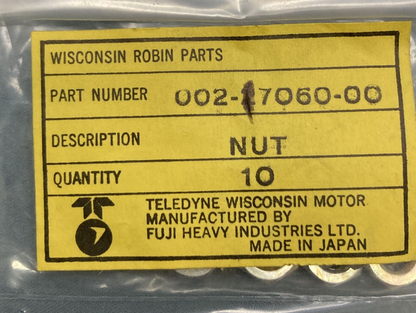 WISCONSIN ROBIN PARTS
PART NUMBER 002-17060-00
DESCRIPTION NUT
QUANTITY 10
TELEDYNE WISCONSIN MOTOR
MANUFACTURED BY
FUJI HEAVY INDUSTRIES LTD.
MADE IN JAPAN